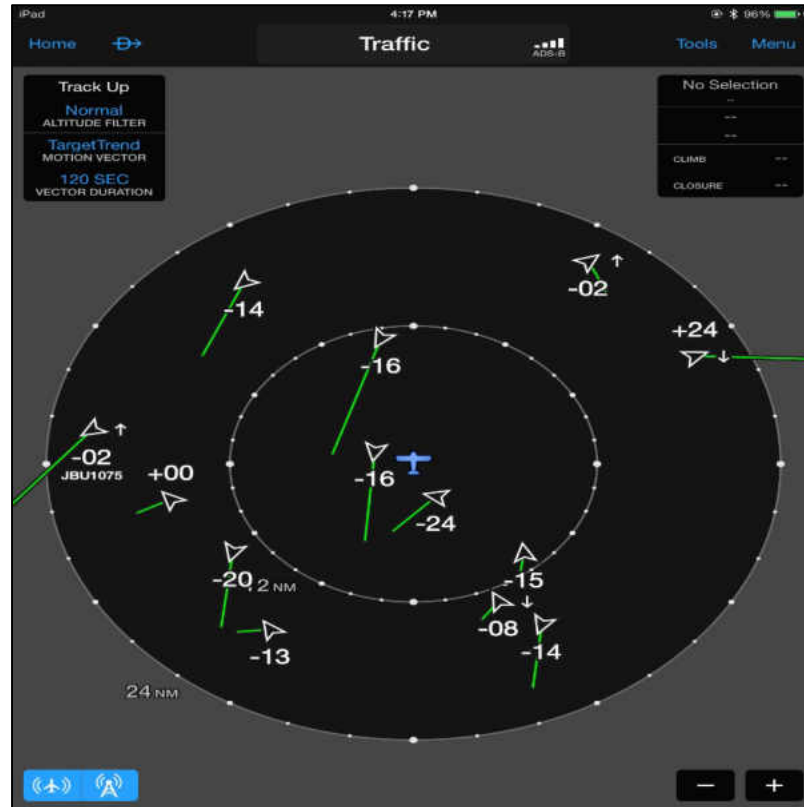 iPad 4:17 PM 96%
Home Traffic ADS-B Tools Menu
Track Up
Normal
ALTITUDE FILTER
TargetTrend
MOTION VECTOR
120 SEC
VECTOR DURATION
No Selection
--
--
--
CLIMB --
CLOSURE --
-02
-14
+24
-16
-02
JBU1075
+00
-16
-24
-20
2 NM
-15
-08
-13
-14
24 NM
− +